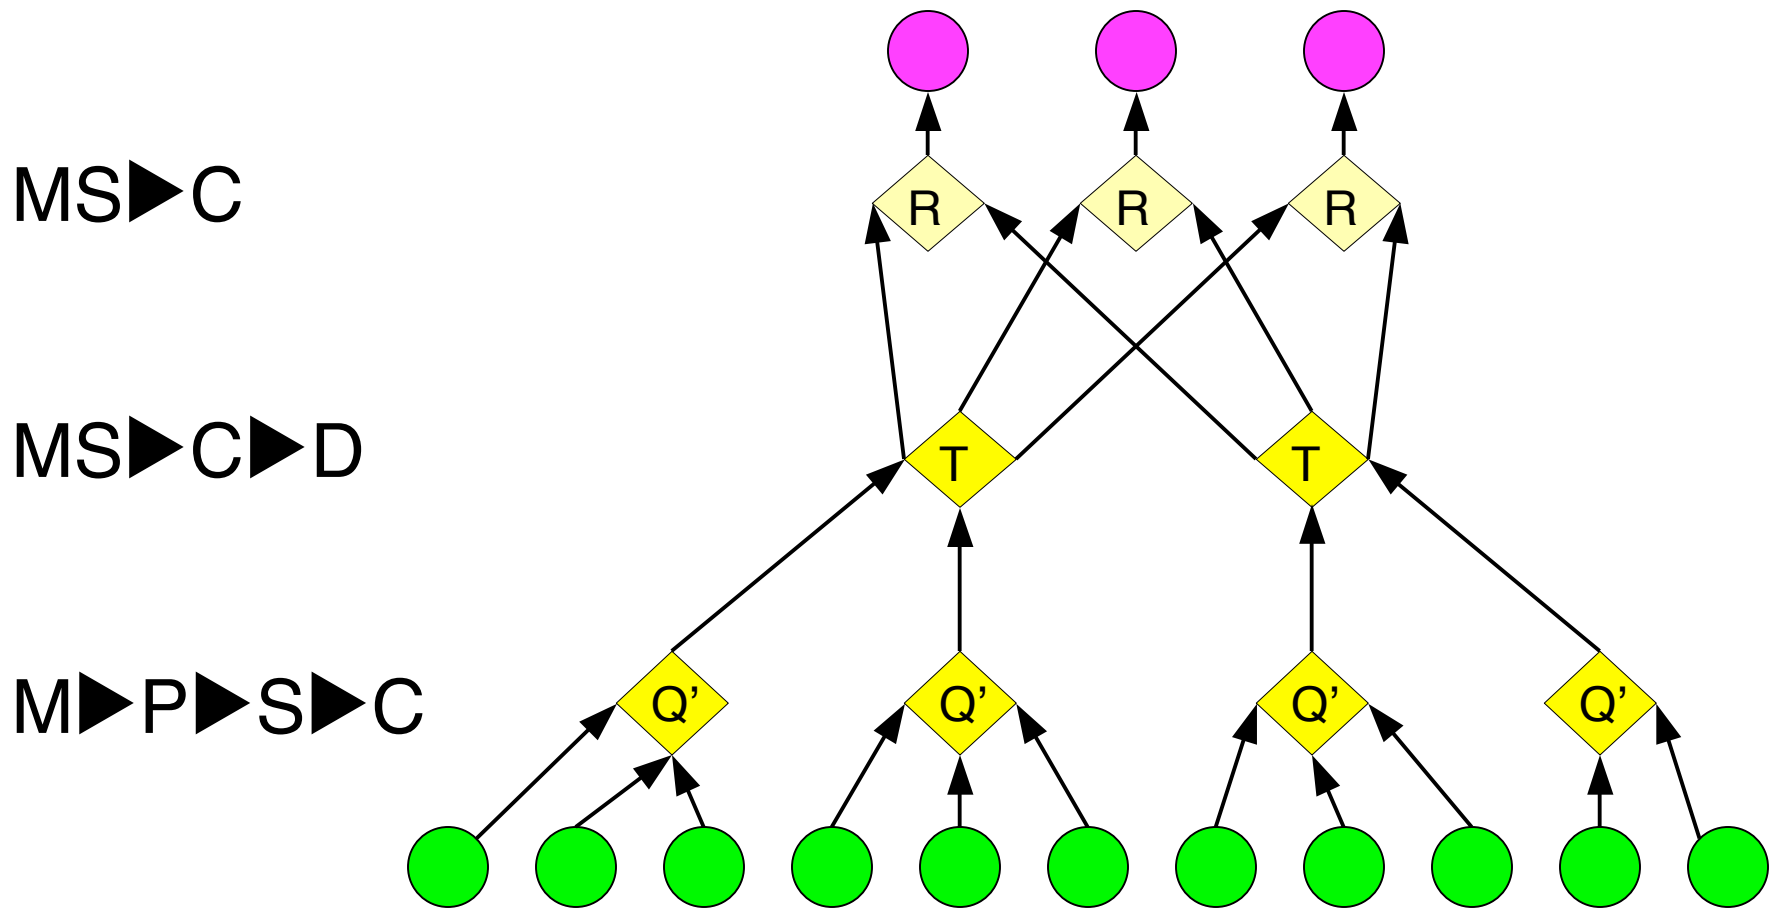 MS▶C
R R R
MS▶C▶D
T T
M▶P▶S▶C
Q’ Q’ Q’ Q’